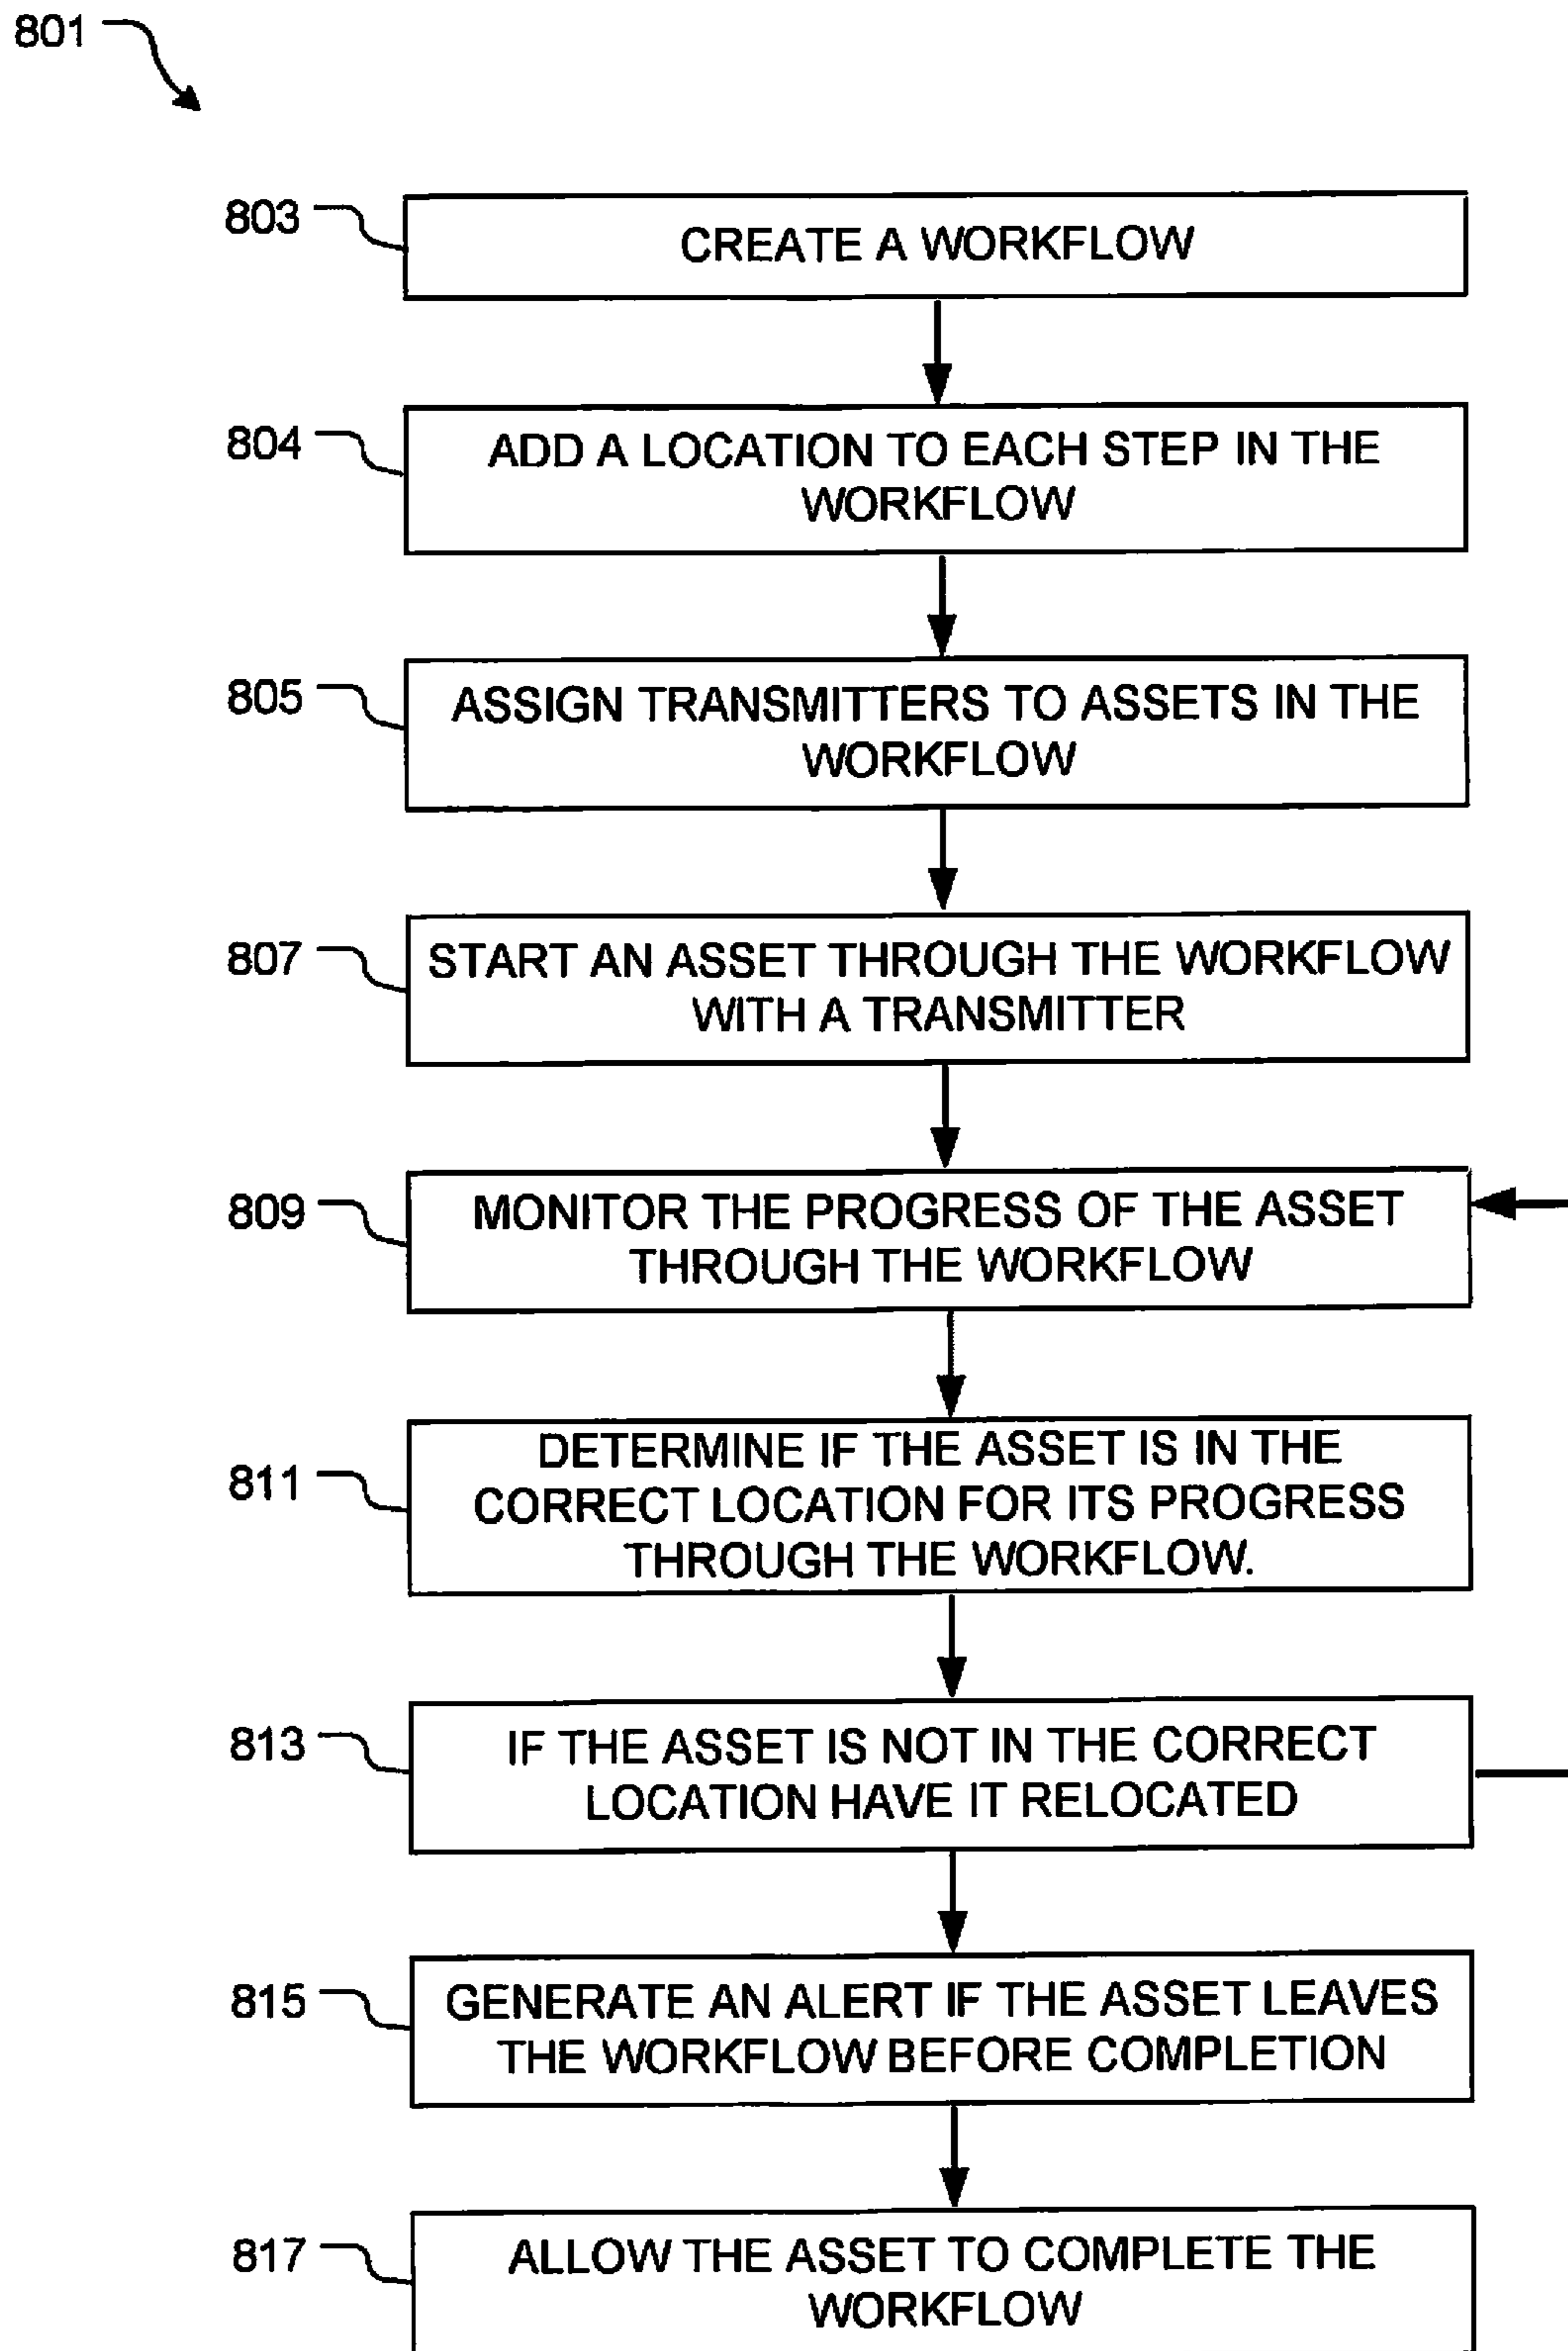 801
803
CREATE A WORKFLOW
804
ADD A LOCATION TO EACH STEP IN THE
WORKFLOW
805
ASSIGN TRANSMITTERS TO ASSETS IN THE
WORKFLOW
807
START AN ASSET THROUGH THE WORKFLOW
WITH A TRANSMITTER
809
MONITOR THE PROGRESS OF THE ASSET
THROUGH THE WORKFLOW
811
DETERMINE IF THE ASSET IS IN THE
CORRECT LOCATION FOR ITS PROGRESS
THROUGH THE WORKFLOW.
813
IF THE ASSET IS NOT IN THE CORRECT
LOCATION HAVE IT RELOCATED
815
GENERATE AN ALERT IF THE ASSET LEAVES
THE WORKFLOW BEFORE COMPLETION
817
ALLOW THE ASSET TO COMPLETE THE
WORKFLOW